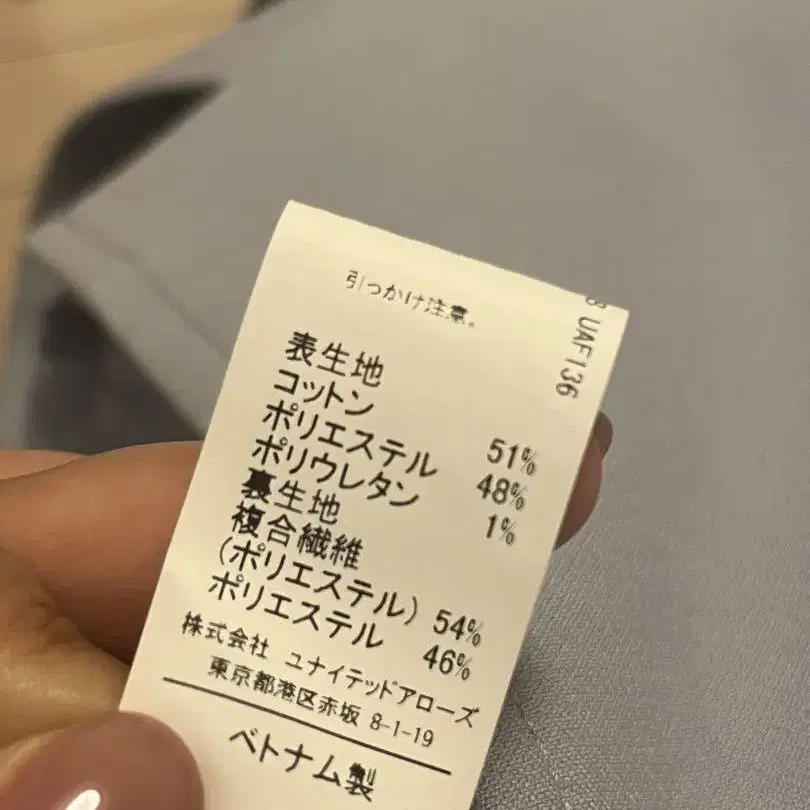 引っかけ注意。
表生地
コットン 51%
ポリエステル 48%
ポリウレタン 1%
裏生地
複合繊維
(ポリエステル) 54%
ポリエステル 46%
株式会社 ユナイテッドアローズ
東京都港区赤坂 8-1-19
ベトナム製
UAF136